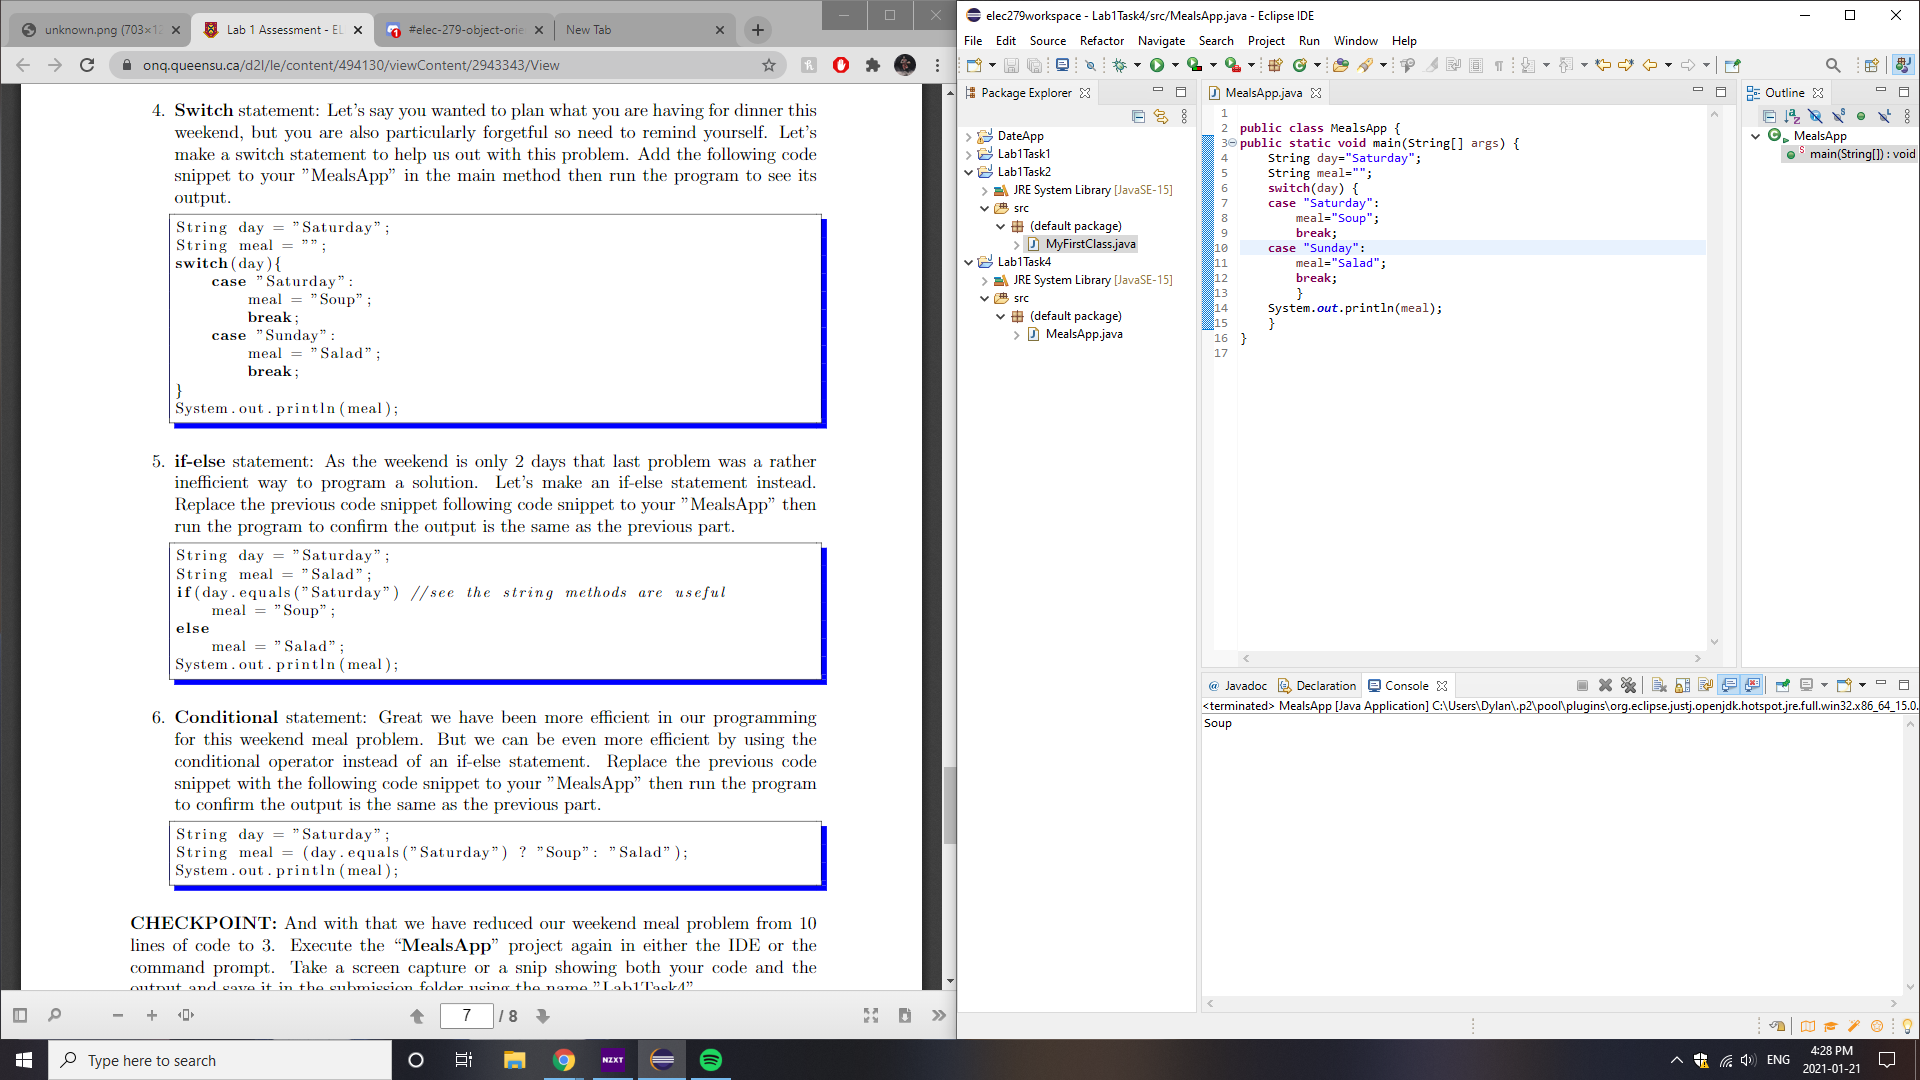 unknown.png (703×12
Lab 1 Assessment - EL
#elec-279-object-orie
New Tab
onq.queensu.ca/d2l/le/content/494130/viewContent/2943343/View
4. Switch statement: Let's say you wanted to plan what you are having for dinner this
weekend, but you are also particularly forgetful so need to remind yourself. Let's
make a switch statement to help us out with this problem. Add the following code
snippet to your "MealsApp" in the main method then run the program to see its
output.
String day = "Saturday";
String meal = "";
switch(day){
case "Saturday":
meal = "Soup";
break;
case "Sunday":
meal = "Salad";
break;
}
System.out.println(meal);
5. if-else statement: As the weekend is only 2 days that last problem was a rather
inefficient way to program a solution. Let's make an if-else statement instead.
Replace the previous code snippet following code snippet to your "MealsApp" then
run the program to confirm the output is the same as the previous part.
String day = "Saturday";
String meal = "Salad";
if(day.equals("Saturday") //see the string methods are useful
meal = "Soup";
else
meal = "Salad";
System.out.println(meal);
6. Conditional statement: Great we have been more efficient in our programming
for this weekend meal problem. But we can be even more efficient by using the
conditional operator instead of an if-else statement. Replace the previous code
snippet with the following code snippet to your "MealsApp" then run the program
to confirm the output is the same as the previous part.
String day = "Saturday";
String meal = (day.equals("Saturday") ? "Soup": "Salad");
System.out.println(meal);
CHECKPOINT: And with that we have reduced our weekend meal problem from 10
lines of code to 3. Execute the "MealsApp" project again in either the IDE or the
command prompt. Take a screen capture or a snip showing both your code and the
output and save it in the submission folder using the name "Lab1Task4"
7 / 8
elec279workspace - Lab1Task4/src/MealsApp.java - Eclipse IDE
File Edit Source Refactor Navigate Search Project Run Window Help
Package Explorer
DateApp
Lab1Task1
Lab1Task2
JRE System Library [JavaSE-15]
src
(default package)
MyFirstClass.java
Lab1Task4
JRE System Library [JavaSE-15]
src
(default package)
MealsApp.java
MealsApp.java
1
2 public class MealsApp {
3 public static void main(String[] args) {
4 String day="Saturday";
5 String meal="";
6 switch(day) {
7 case "Saturday":
8 meal="Soup";
9 break;
10 case "Sunday":
11 meal="Salad";
12 break;
13 }
14 System.out.println(meal);
15 }
16 }
17
Outline
MealsApp
main(String[]) : void
@ Javadoc Declaration Console
<terminated> MealsApp [Java Application] C:\Users\Dylan\.p2\pool\plugins\org.eclipse.justj.openjdk.hotspot.jre.full.win32.x86_64_15.0.
Soup
Type here to search
NZXT
ENG
4:28 PM
2021-01-21